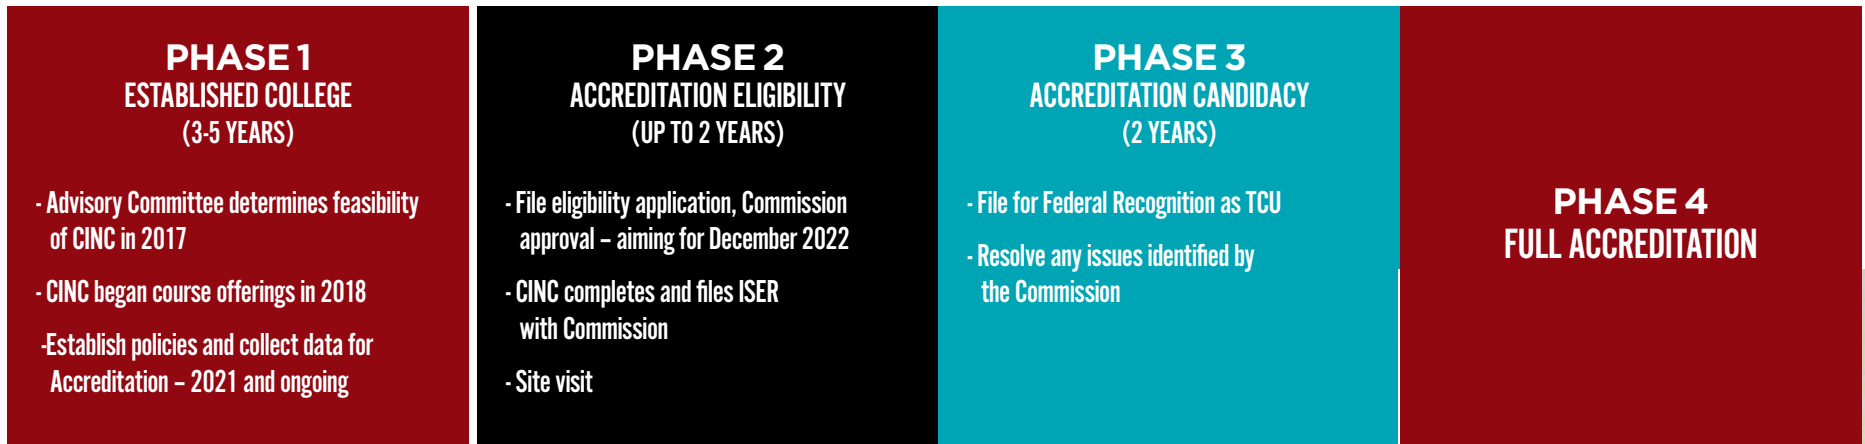 PHASE 1
ESTABLISHED COLLEGE
(3-5 YEARS)
- Advisory Committee determines feasibility
of CINC in 2017
- CINC began course offerings in 2018
-Establish policies and collect data for
Accreditation – 2021 and ongoing
PHASE 2
ACCREDITATION ELIGIBILITY
(UP TO 2 YEARS)
- File eligibility application, Commission
approval – aiming for December 2022
- CINC completes and files ISER
with Commission
- Site visit
PHASE 3
ACCREDITATION CANDIDACY
(2 YEARS)
- File for Federal Recognition as TCU
- Resolve any issues identified by
the Commission
PHASE 4
FULL ACCREDITATION